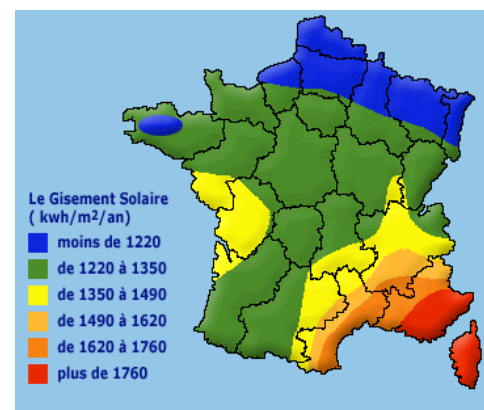 Le Gisement Solaire
( kwh/m²/an)
moins de 1220
de 1220 à 1350
de 1350 à 1490
de 1490 à 1620
de 1620 à 1760
plus de 1760